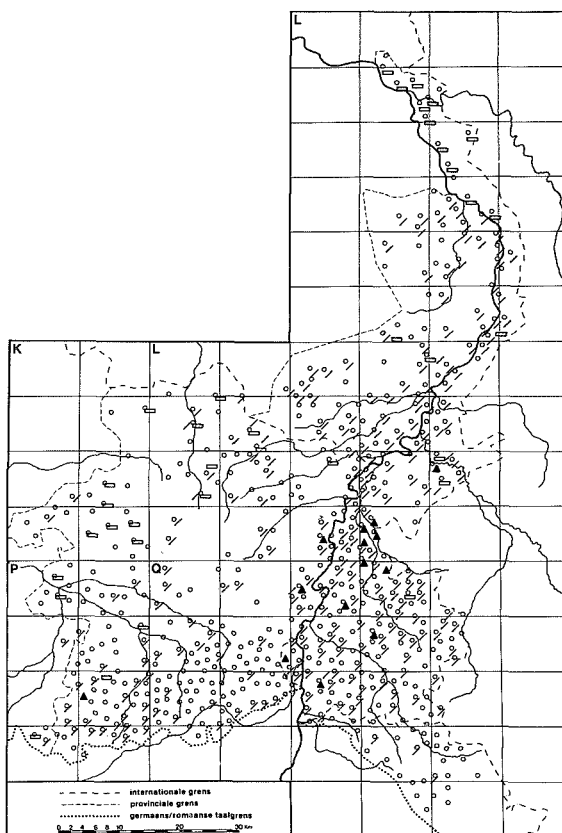 L
K L
P Q
internationale grens
provinciale grens
germaans/romaanse taalgrens
0 2 4 6 8 10 20 30 Km